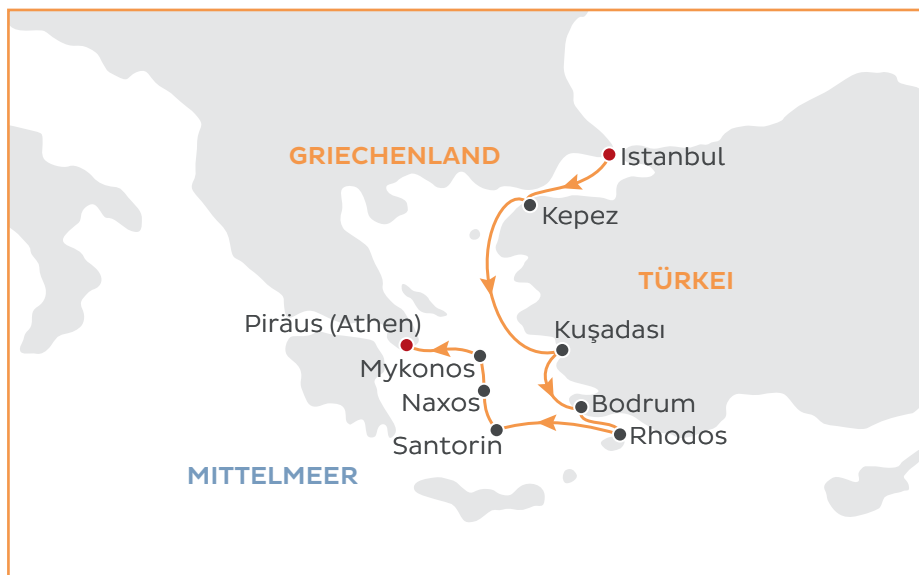 GRIECHENLAND
Istanbul
Kepez
TÜRKEI
Piräus (Athen)
Kuşadası
Mykonos
Naxos
Bodrum
Santorin
Rhodos
MITTELMEER